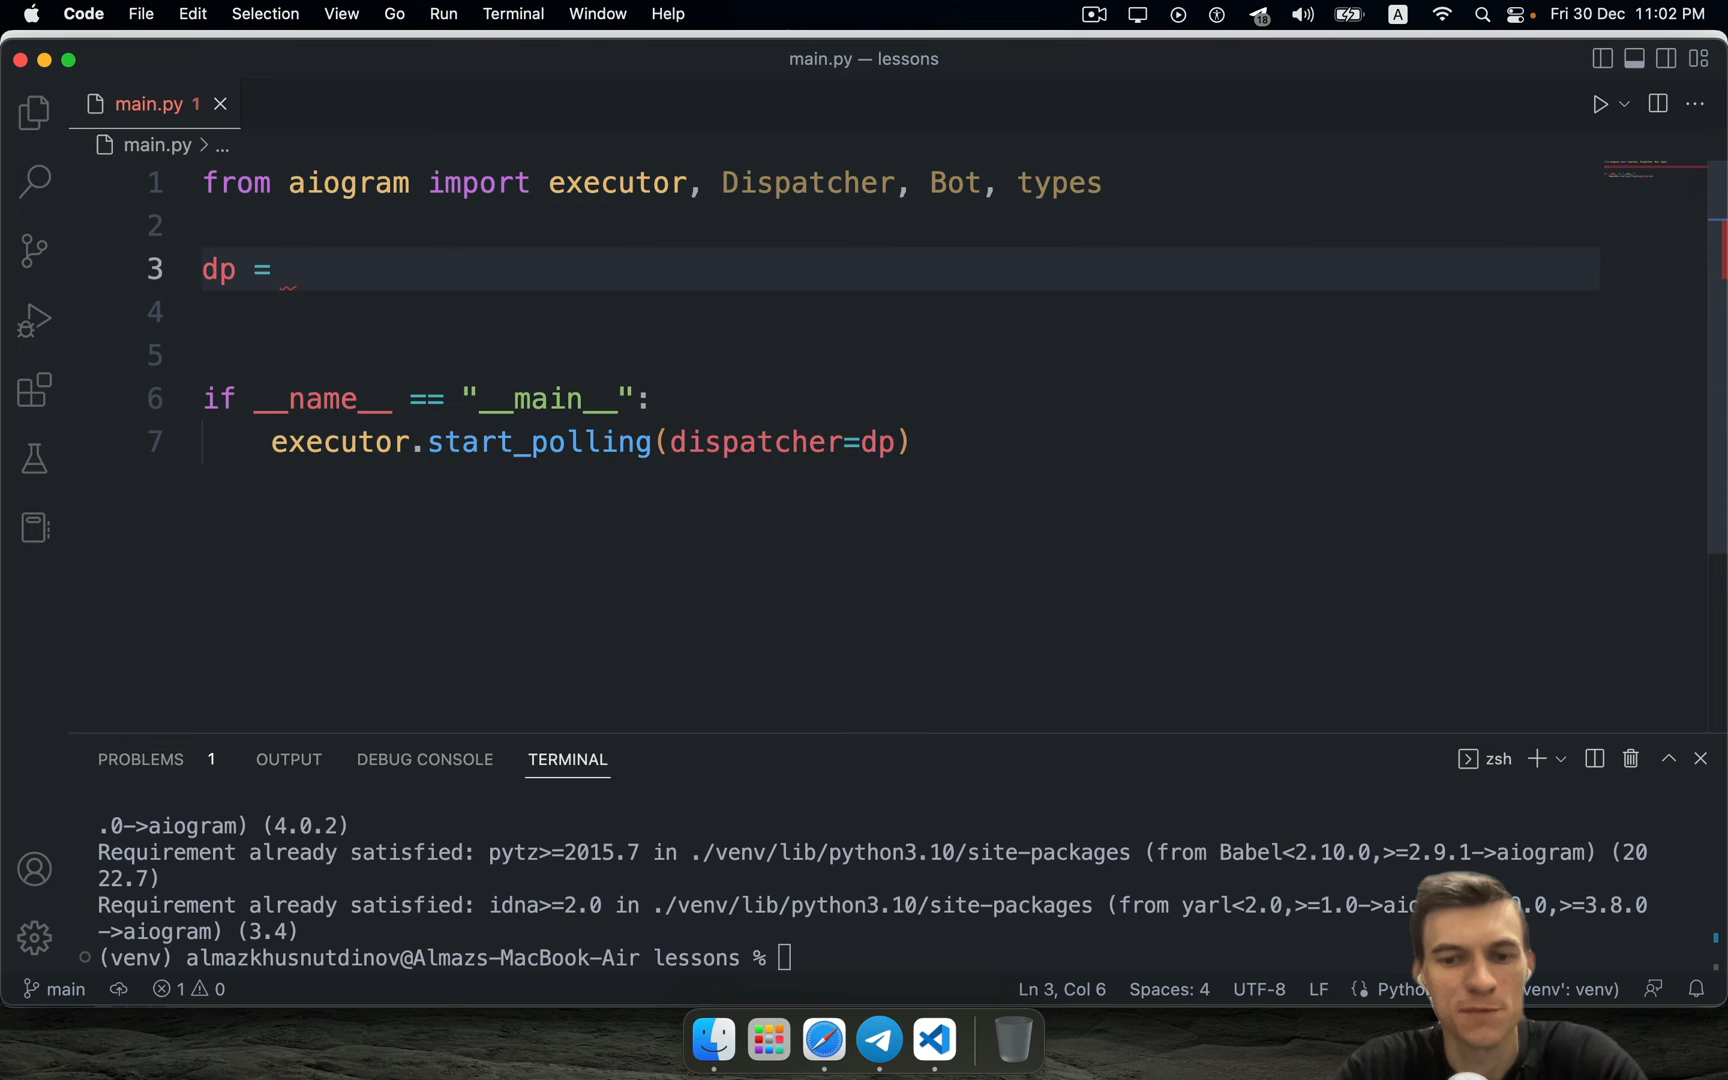 Code File Edit Selection View Go Run Terminal Window Help 18 A Fri 30 Dec 11:02 PM
main.py — lessons
main.py 1
main.py > ...
1 from aiogram import executor, Dispatcher, Bot, types
2
3 dp =
4
5
6 if __name__ == "__main__":
7 executor.start_polling(dispatcher=dp)
PROBLEMS 1 OUTPUT DEBUG CONSOLE TERMINAL zsh
.0->aiogram) (4.0.2)
Requirement already satisfied: pytz>=2015.7 in ./venv/lib/python3.10/site-packages (from Babel<2.10.0,>=2.9.1->aiogram) (20
22.7)
Requirement already satisfied: idna>=2.0 in ./venv/lib/python3.10/site-packages (from yarl<2.0,>=1.0->aio .0,>=3.8.0
->aiogram) (3.4)
(venv) almazkhusnutdinov@Almazs-MacBook-Air lessons %
main 1 0 Ln 3, Col 6 Spaces: 4 UTF-8 LF venv': venv)